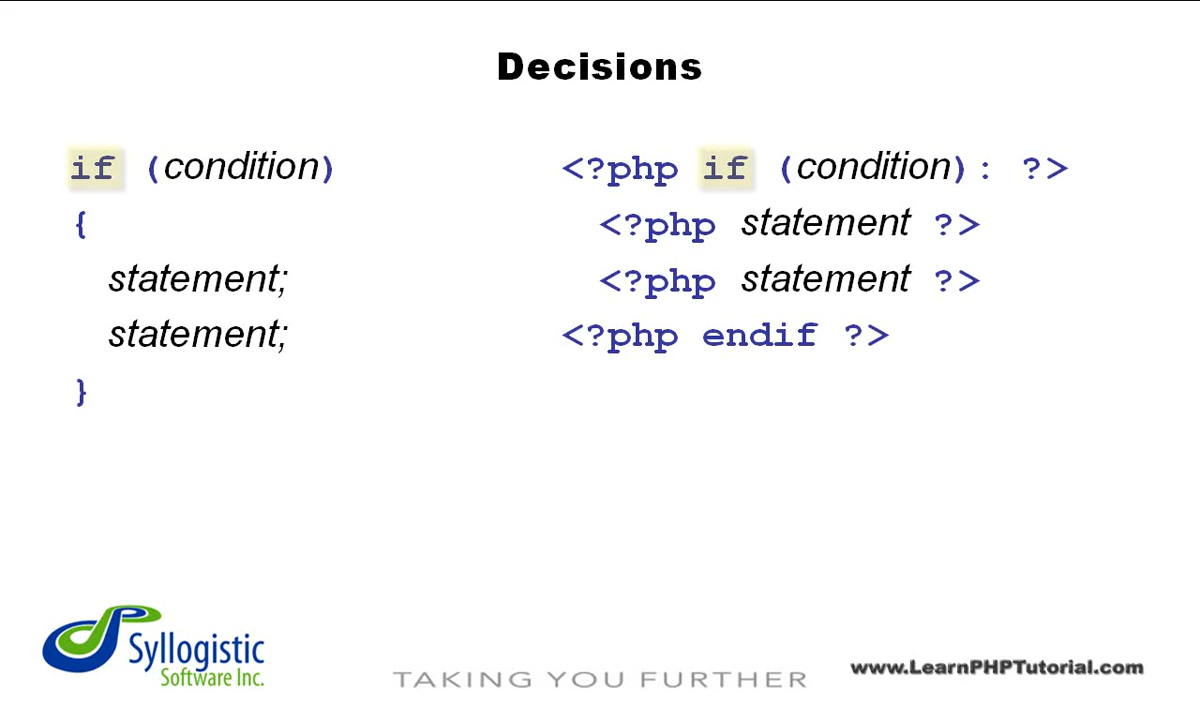 Decisions
if (condition)
{
statement;
statement;
}
<?php if (condition): ?>
<?php statement ?>
<?php statement ?>
<?php endif ?>
Syllogistic
Software Inc.
TAKING YOU FURTHER
www.LearnPHPTutorial.com